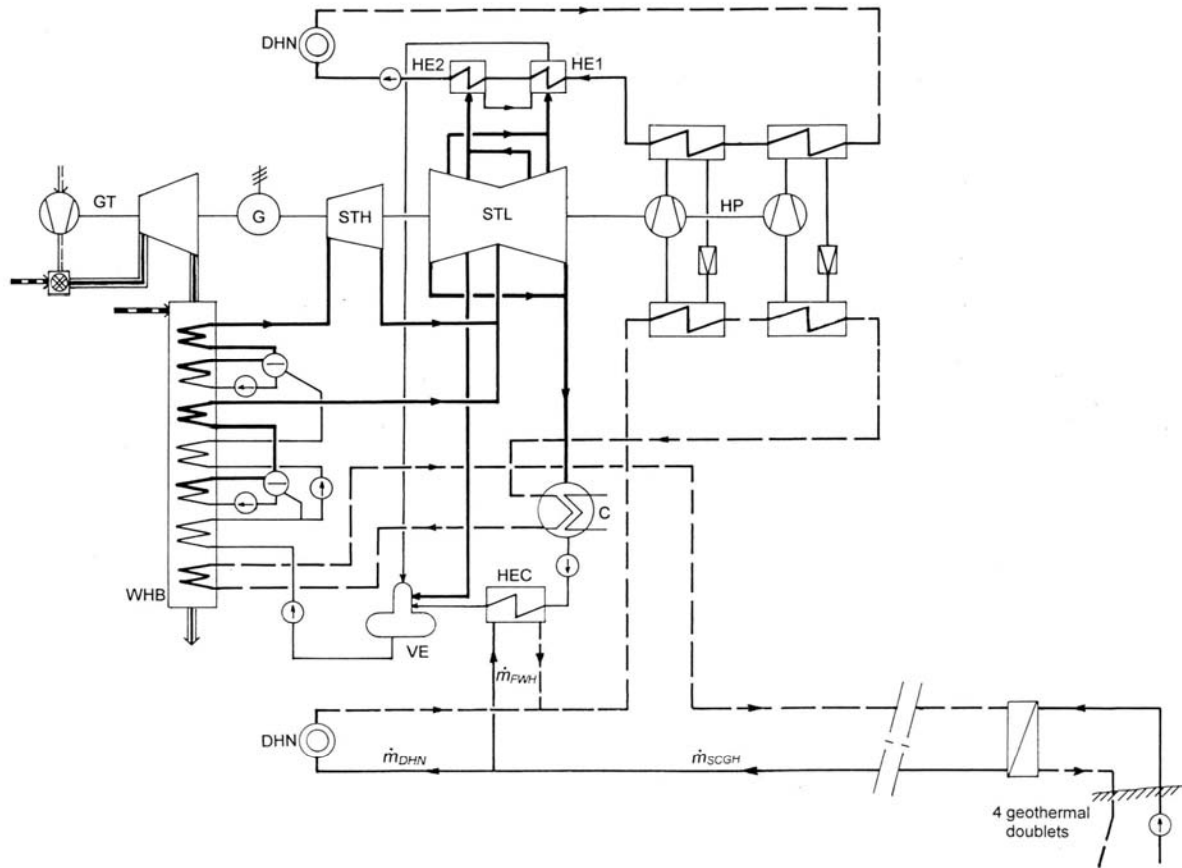 DHN
HE2
HE1
GT
G
STH
STL
HP
C
WHB
HEC
VE
ṁFWH
DHN
ṁDHN
ṁSCGH
4 geothermal
doublets